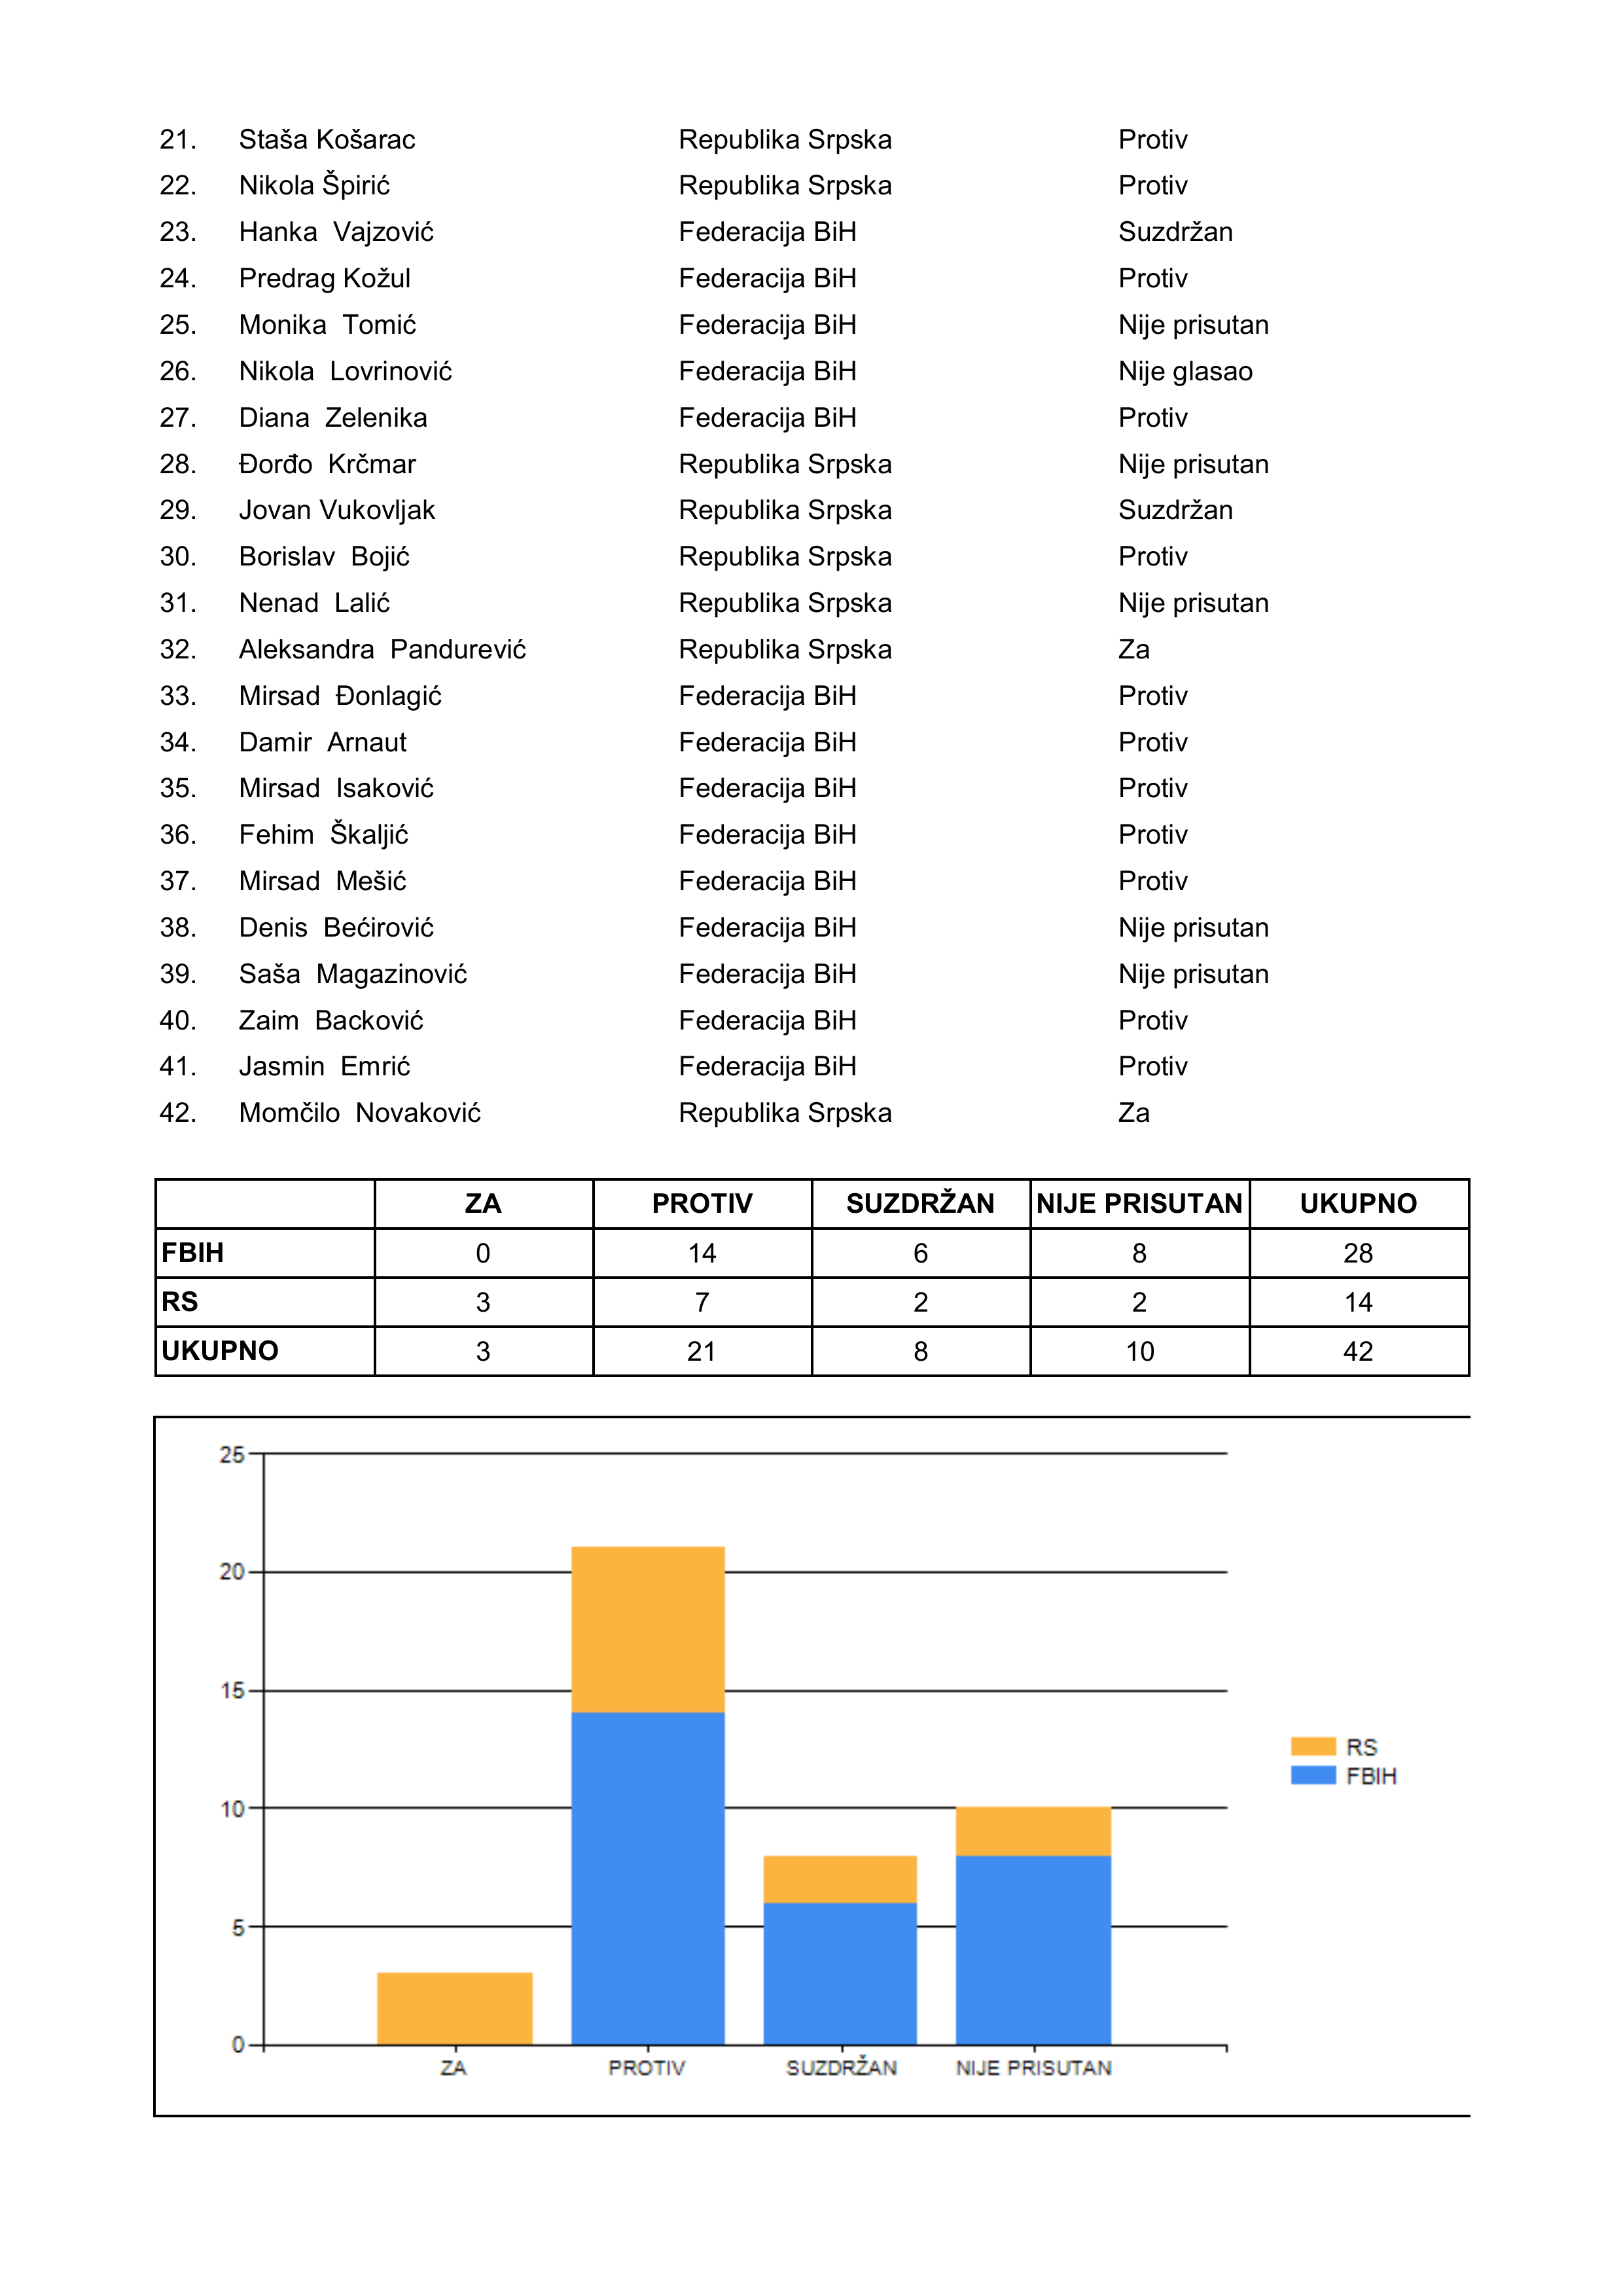 21. Staša Košarac Republika Srpska Protiv
22. Nikola Špirić Republika Srpska Protiv
23. Hanka Vajzović Federacija BiH Suzdržan
24. Predrag Kožul Federacija BiH Protiv
25. Monika Tomić Federacija BiH Nije prisutan
26. Nikola Lovrinović Federacija BiH Nije glasao
27. Diana Zelenika Federacija BiH Protiv
28. Đorđo Krčmar Republika Srpska Nije prisutan
29. Jovan Vukovljak Republika Srpska Suzdržan
30. Borislav Bojić Republika Srpska Protiv
31. Nenad Lalić Republika Srpska Nije prisutan
32. Aleksandra Pandurević Republika Srpska Za
33. Mirsad Đonlagić Federacija BiH Protiv
34. Damir Arnaut Federacija BiH Protiv
35. Mirsad Isaković Federacija BiH Protiv
36. Fehim Škaljić Federacija BiH Protiv
37. Mirsad Mešić Federacija BiH Protiv
38. Denis Bećirović Federacija BiH Nije prisutan
39. Saša Magazinović Federacija BiH Nije prisutan
40. Zaim Backović Federacija BiH Protiv
41. Jasmin Emrić Federacija BiH Protiv
42. Momčilo Novaković Republika Srpska Za
ZA PROTIV SUZDRŽAN NIJE PRISUTAN UKUPNO
FBIH 0 14 6 8 28
RS 3 7 2 2 14
UKUPNO 3 21 8 10 42
25
20
15
10
5
0
ZA PROTIV SUZDRŽAN NIJE PRISUTAN
RS
FBIH